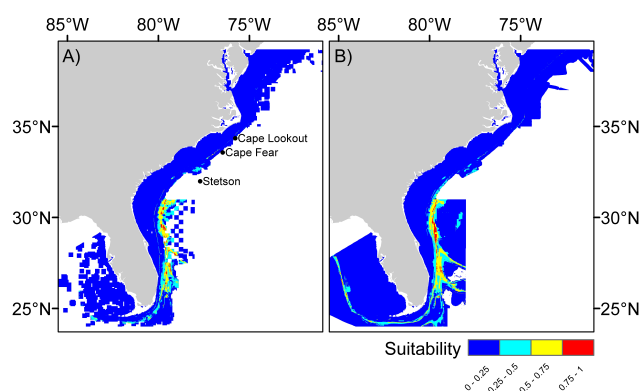 85°W 80°W 75°W 85°W 80°W 75°W
A) B)
35°N 35°N
Cape Lookout
Cape Fear
Stetson
30°N 30°N
25°N 25°N
Suitability
0 - 0.25 0.25 - 0.5 0.5 - 0.75 0.75 - 1